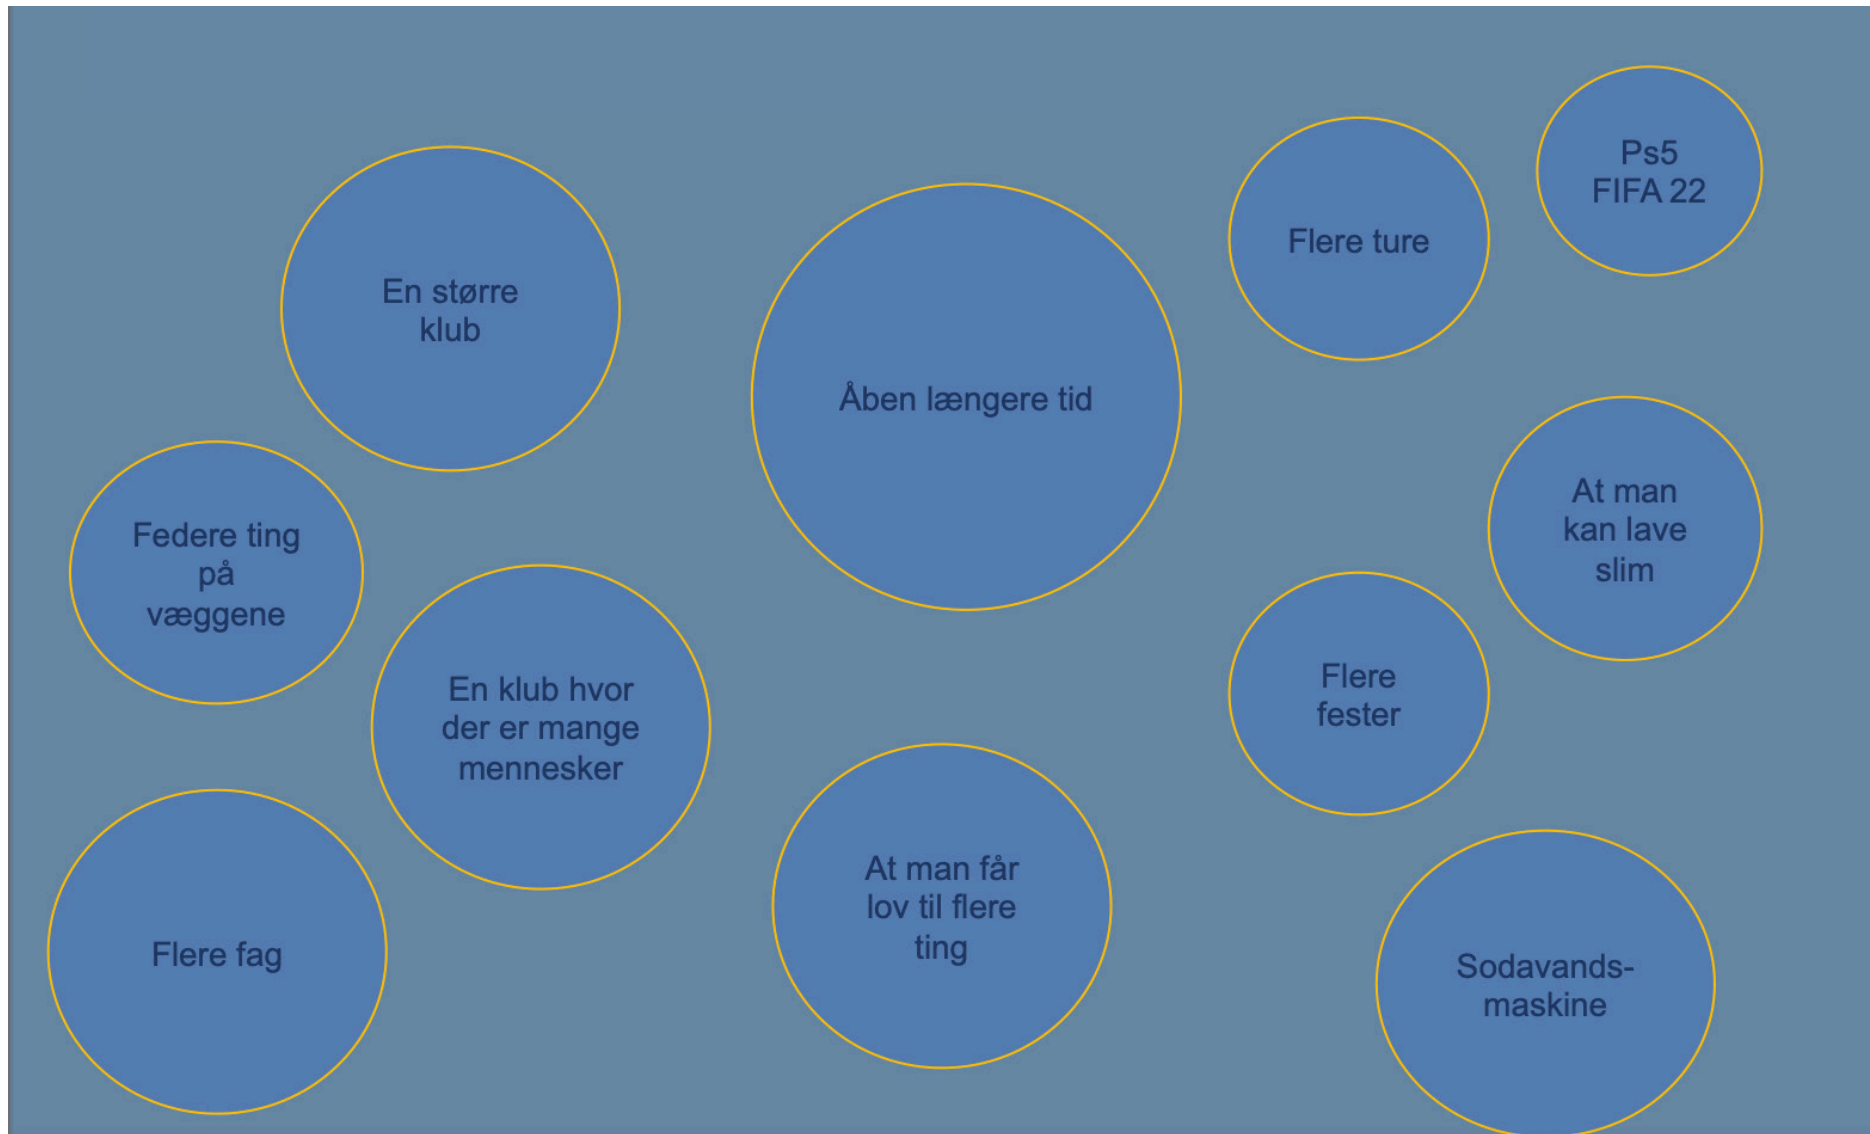 Ps5
FIFA 22
Flere ture
En større
klub
Åben længere tid
At man
kan lave
slim
Federe ting
på
væggene
En klub hvor
der er mange
mennesker
Flere
fester
At man får
lov til flere
ting
Flere fag
Sodavands-
maskine